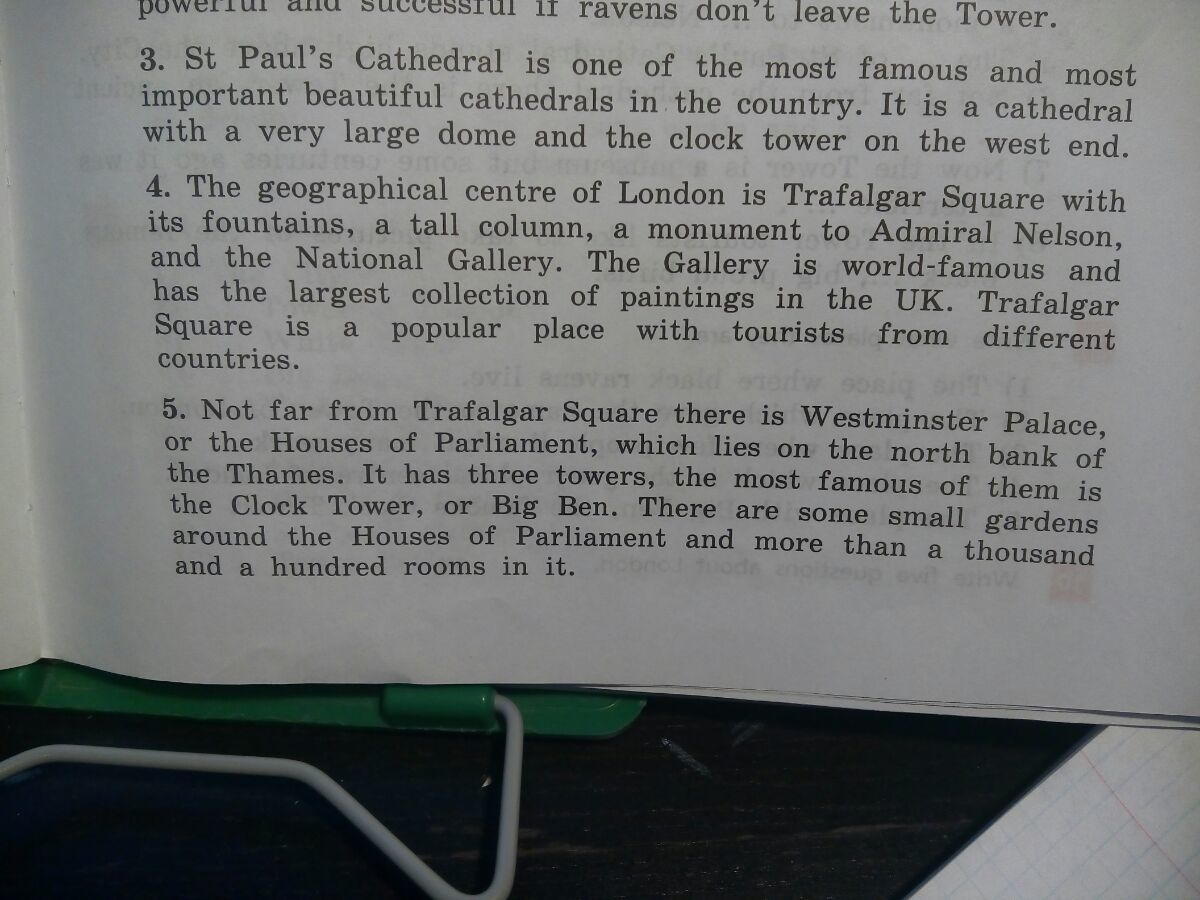 powerful and successful if ravens don't leave the Tower.
3. St Paul's Cathedral is one of the most famous and most
important beautiful cathedrals in the country. It is a cathedral
with a very large dome and the clock tower on the west end.
4. The geographical centre of London is Trafalgar Square with
its fountains, a tall column, a monument to Admiral Nelson,
and the National Gallery. The Gallery is world-famous and
has the largest collection of paintings in the UK. Trafalgar
Square is a popular place with tourists from different
countries.
5. Not far from Trafalgar Square there is Westminster Palace,
or the Houses of Parliament, which lies on the north bank of
the Thames. It has three towers, the most famous of them is
the Clock Tower, or Big Ben. There are some small gardens
around the Houses of Parliament and more than a thousand
and a hundred rooms in it.